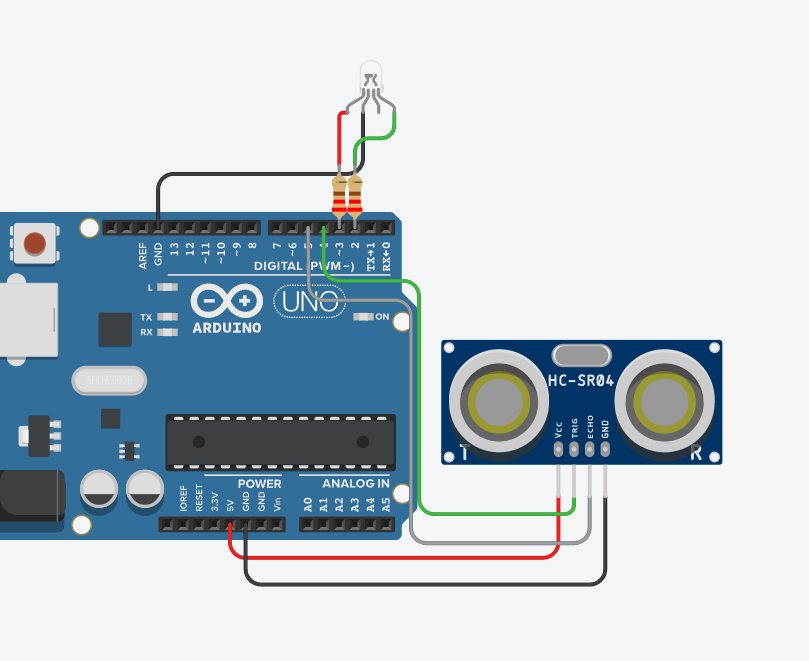 AREF
GND
13
12
~11
~10
~9
8
7
~6
~3
2
TX→1
RX←0
DIGITAL (PWM~)
L
TX
RX
UNO
ARDUINO
ON
HC-SR04
Vcc
TRIG
ECHO
GND
T
R
POWER
ANALOG IN
IOREF
RESET
3.3V
5V
GND
GND
Vin
A0
A1
A2
A3
A4
A5